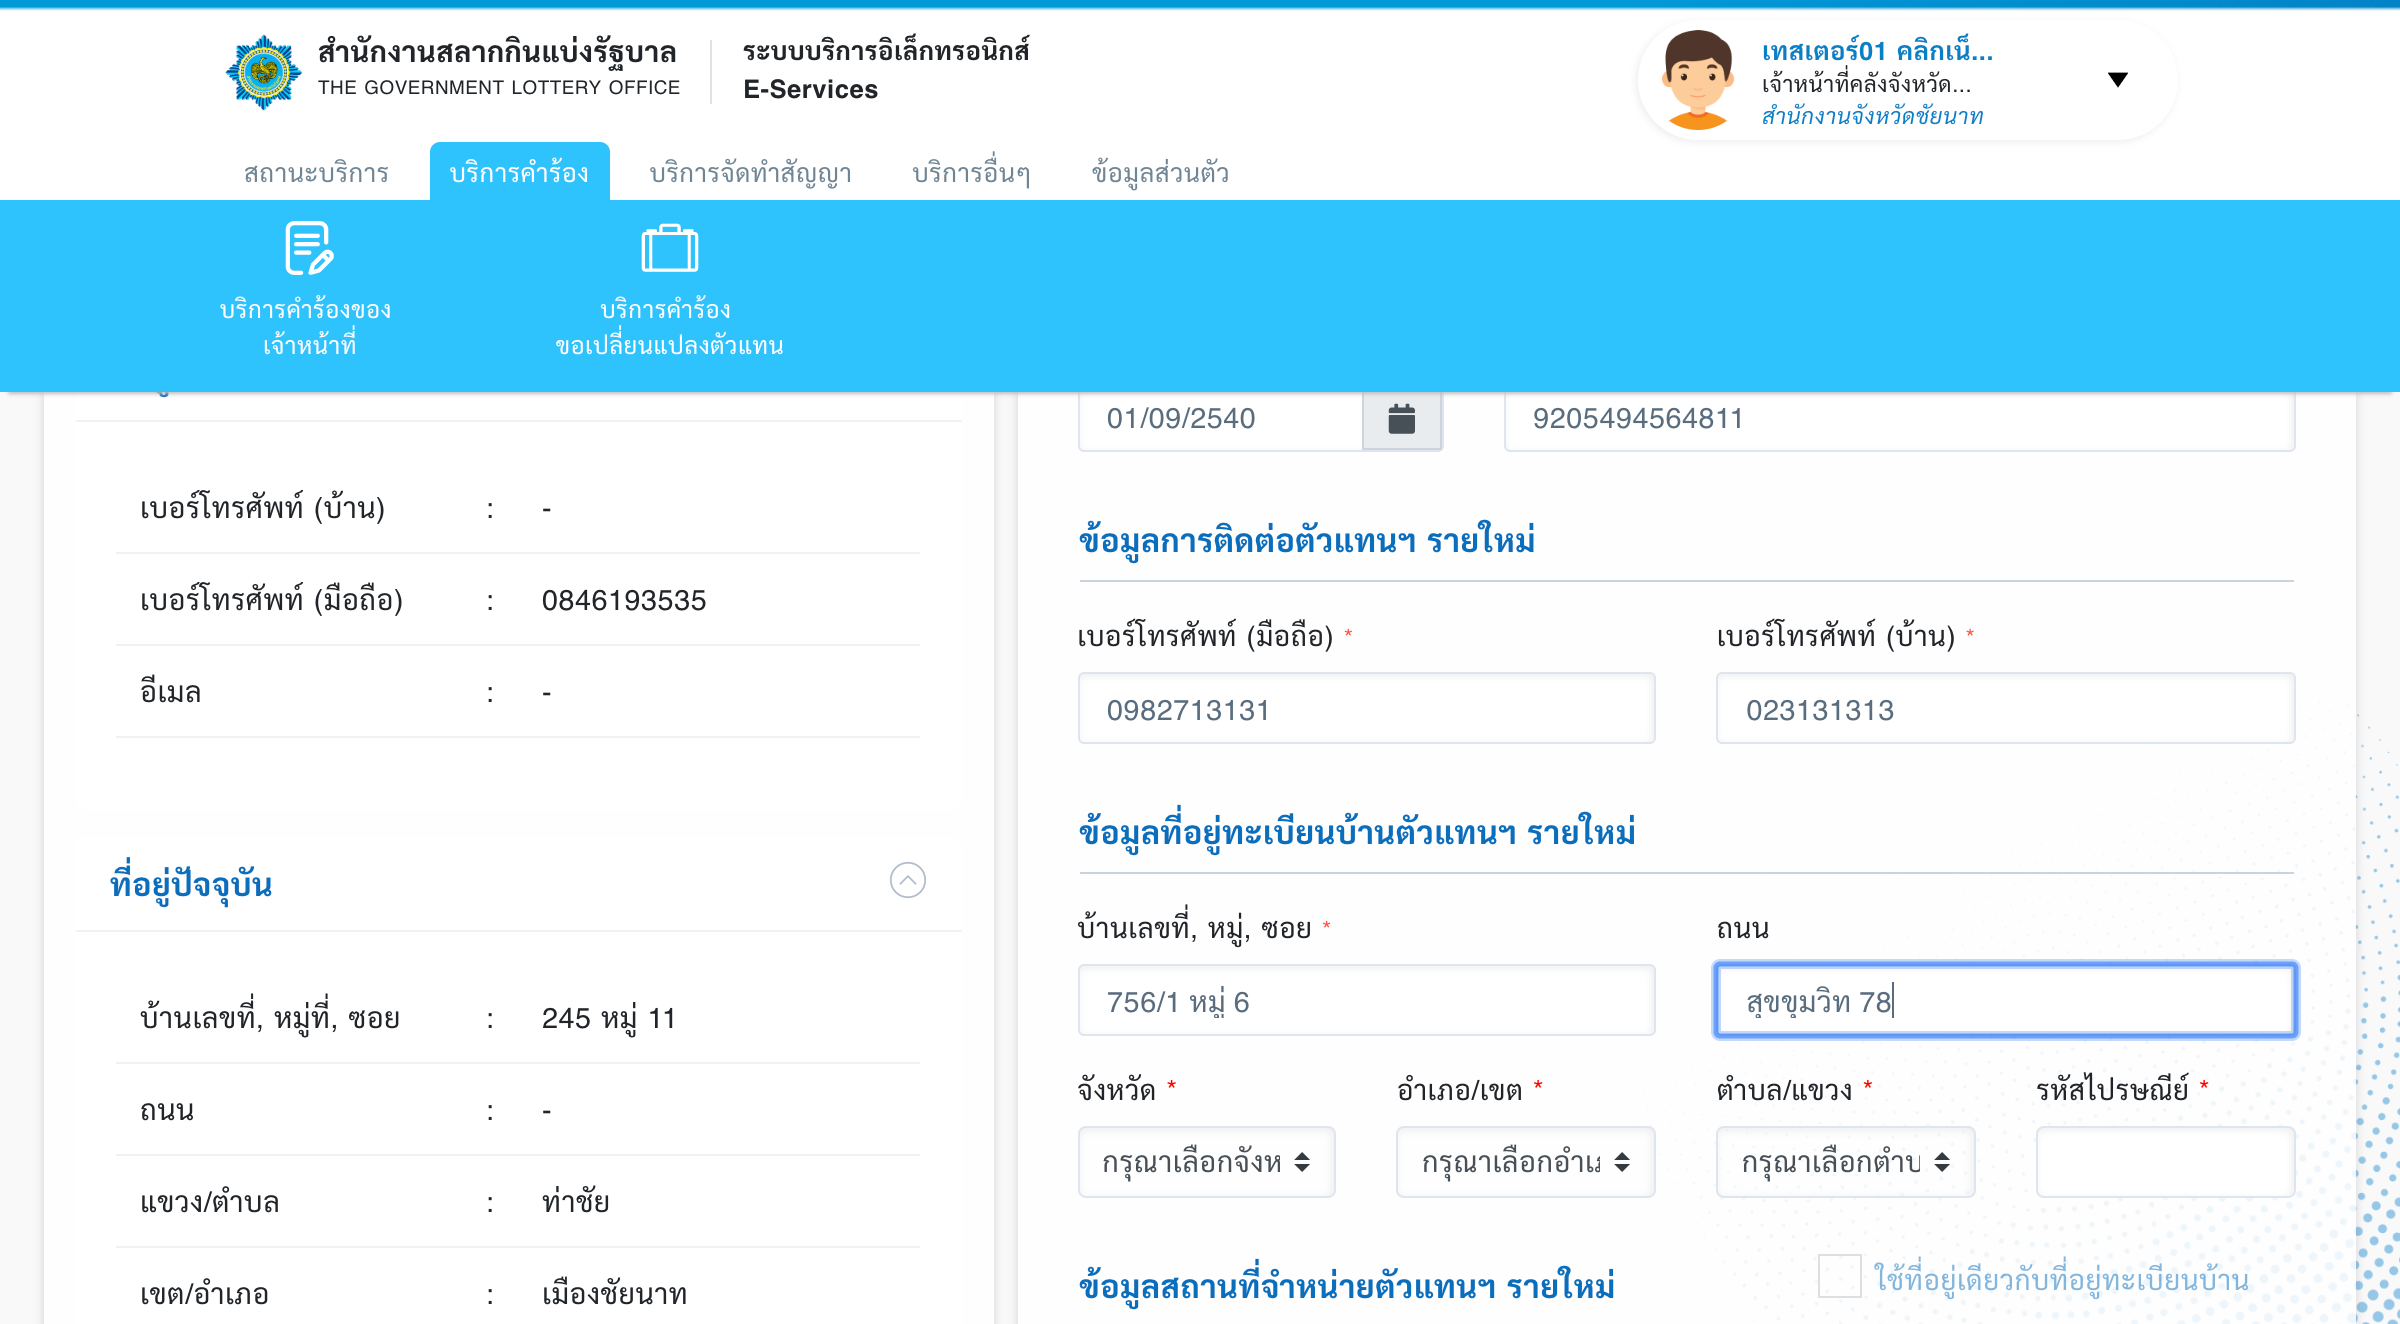 สำนักงานสลากกินแบ่งรัฐบาล
THE GOVERNMENT LOTTERY OFFICE
ระบบบริการอิเล็กทรอนิกส์
E-Services
เทสเตอร์01 คลิกเน็...
เจ้าหน้าที่คลังจังหวัด...
สำนักงานจังหวัดชัยนาท
สถานะบริการ
บริการคำร้อง
บริการจัดทำสัญญา
บริการอื่นๆ
ข้อมูลส่วนตัว
บริการคำร้องของ
เจ้าหน้าที่
บริการคำร้อง
ขอเปลี่ยนแปลงตัวแทน
เบอร์โทรศัพท์ (บ้าน) : -
เบอร์โทรศัพท์ (มือถือ) : 0846193535
อีเมล : -
ที่อยู่ปัจจุบัน
บ้านเลขที่, หมู่ที่, ซอย : 245 หมู่ 11
ถนน : -
แขวง/ตำบล : ท่าชัย
เขต/อำเภอ : เมืองชัยนาท
01/09/2540
9205494564811
ข้อมูลการติดต่อตัวแทนฯ รายใหม่
เบอร์โทรศัพท์ (มือถือ) *
เบอร์โทรศัพท์ (บ้าน) *
0982713131
023131313
ข้อมูลที่อยู่ทะเบียนบ้านตัวแทนฯ รายใหม่
บ้านเลขที่, หมู่, ซอย *
ถนน
756/1 หมู่ 6
สุขขุมวิท 78
จังหวัด *
อำเภอ/เขต *
ตำบล/แขวง *
รหัสไปรษณีย์ *
กรุณาเลือกจังห
กรุณาเลือกอำเภ
กรุณาเลือกตำบ
ข้อมูลสถานที่จำหน่ายตัวแทนฯ รายใหม่
ใช้ที่อยู่เดียวกับที่อยู่ทะเบียนบ้าน